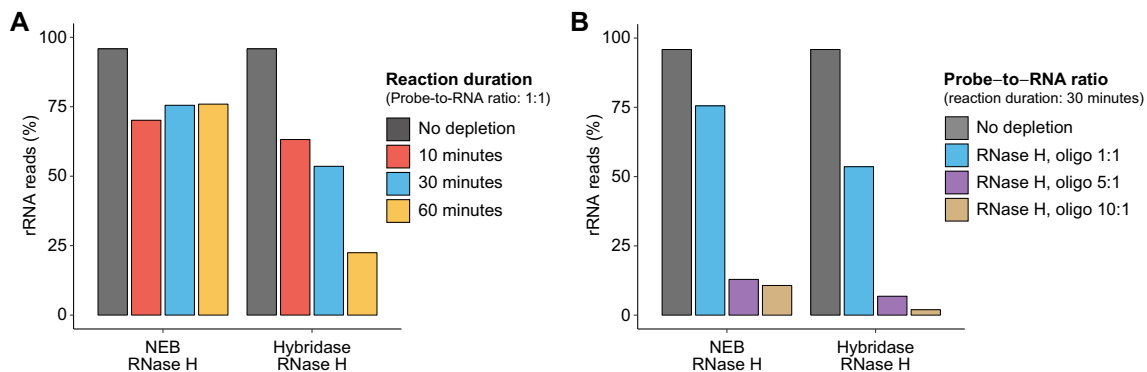 A
rRNA reads (%)
100
75
50
25
0
NEB
RNase H
Hybridase
RNase H
Reaction duration
(Probe-to-RNA ratio: 1:1)
No depletion
10 minutes
30 minutes
60 minutes
B
rRNA reads (%)
100
75
50
25
0
NEB
RNase H
Hybridase
RNase H
Probe–to–RNA ratio
(reaction duration: 30 minutes)
No depletion
RNase H, oligo 1:1
RNase H, oligo 5:1
RNase H, oligo 10:1